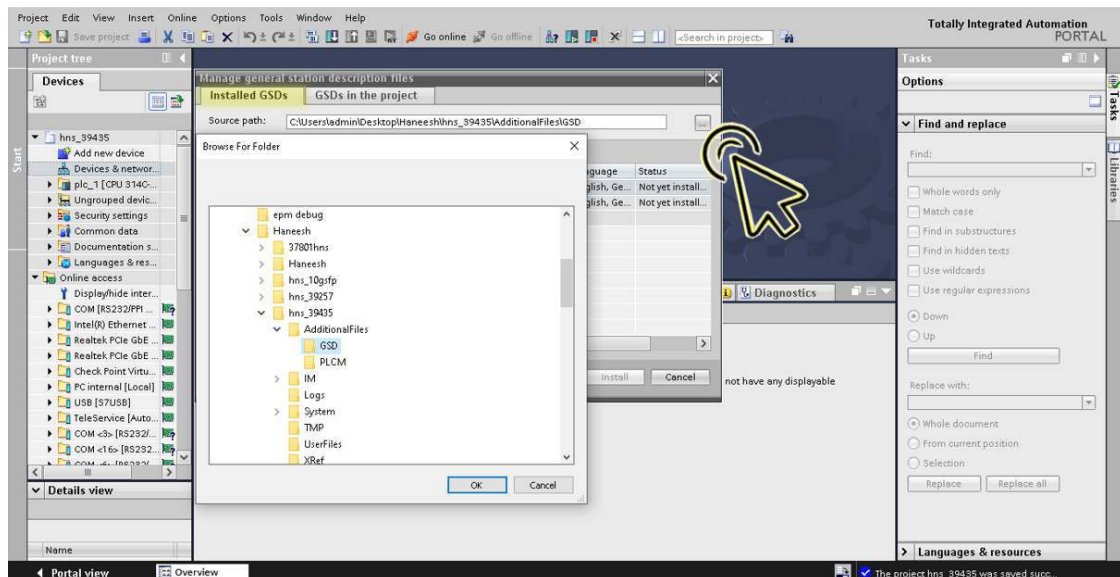 Project Edit View Insert Online Options Tools Window Help
Totally Integrated Automation
PORTAL
Save project
Go online
Go offline
<Search in project>
Project tree
Devices
Start
hns_39435
Add new device
Devices & networ...
plc_1 [CPU 314C-...
Ungrouped devic...
Security settings
Common data
Documentation s...
Languages & res...
Online access
Display/hide inter...
COM [RS232/PPI ...
Intel(R) Ethernet ...
Realtek PCIe GbE ...
Realtek PCIe GbE ...
Check Point Virtu...
PC internal [Local]
USB [S7USB]
TeleService [Auto...
COM <3> [RS232/...
COM <16> [RS232...
Details view
Name
Manage general station description files
Installed GSDs
GSDs in the project
Source path:
C:\Users\admin\Desktop\Haneesh\hns_39435\AdditionalFiles\GSD
...
Status
glish, Ge...
Not yet install...
glish, Ge...
Not yet install...
Install
Cancel
Browse For Folder
epm debug
Haneesh
37801hns
Haneesh
hns_10gsfp
hns_39257
hns_39435
AdditionalFiles
GSD
PLCM
IM
Logs
System
TMP
UserFiles
XRef
OK
Cancel
Diagnostics
not have any displayable
Tasks
Options
Find and replace
Find:
Whole words only
Match case
Find in substructures
Find in hidden texts
Use wildcards
Use regular expressions
Down
Up
Find
Replace with:
Whole document
From current position
Selection
Replace
Replace all
Languages & resources
Tasks
Libraries
Portal view
Overview
The project hns_39435 was saved succ...